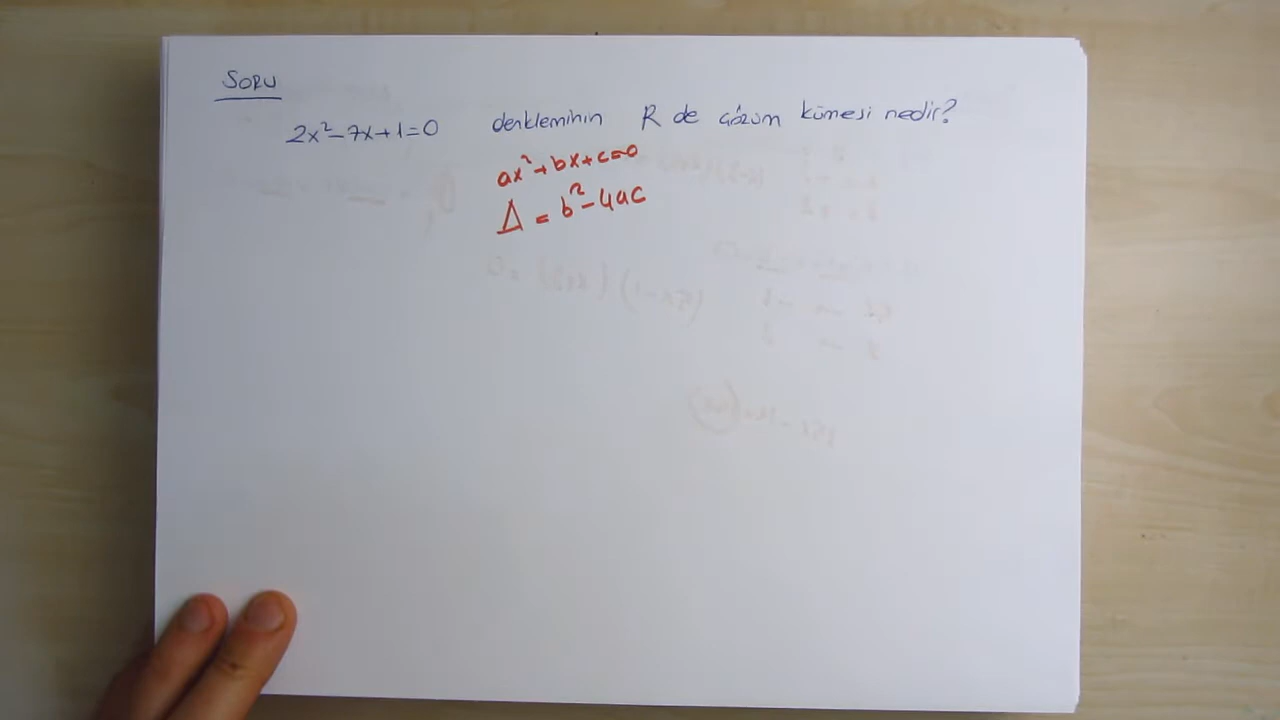 SORU
2x²-7x+1=0 denkleminin R de çözüm kümesi nedir?
ax²+bx+c=0
Δ = b²-4ac